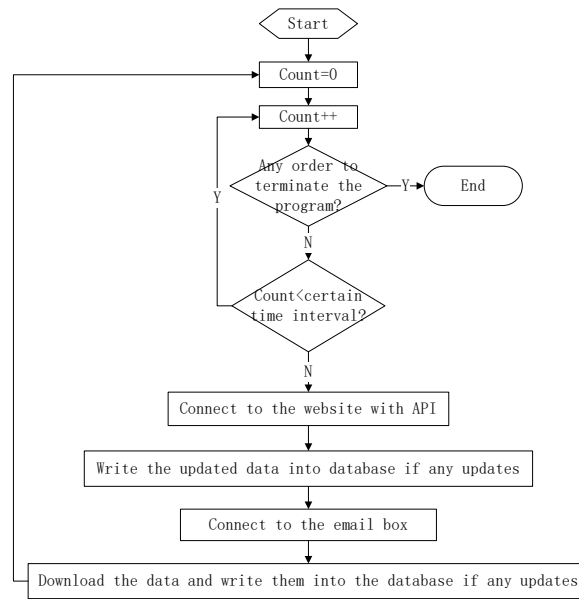 Start
Count=0
Count++
Any order to
terminate the
program?
Y
End
Y
N
Count<certain
time interval?
N
Connect to the website with API
Write the updated data into database if any updates
Connect to the email box
Download the data and write them into the database if any updates